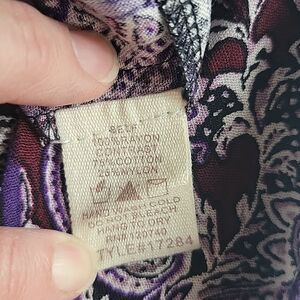 SELF
100% NYLON
CONTRAST
75% COTTON
25% NYLON
HAND WASH COLD
DO NOT BLEACH
HANG TO DRY
RN# 120740
STYLE#17284